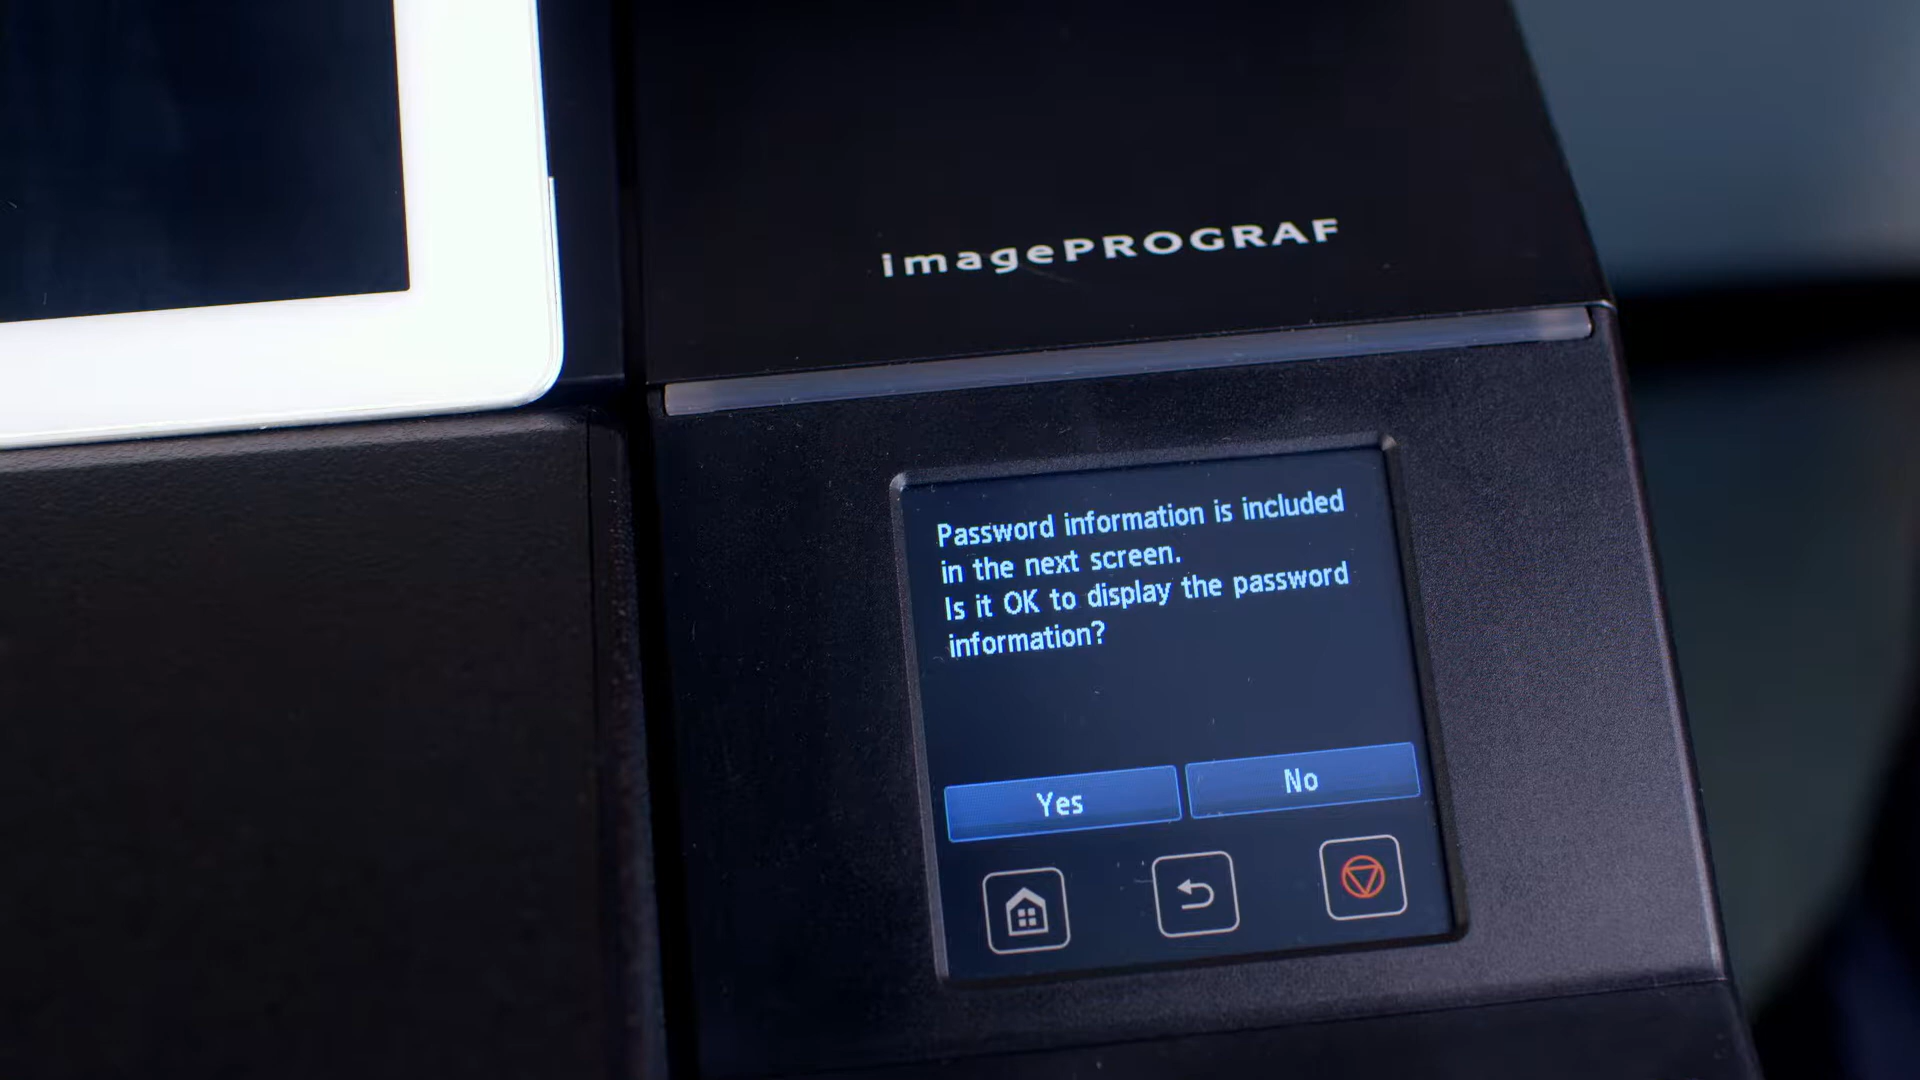 imagePROGRAF
Password information is included
in the next screen.
Is it OK to display the password
information?
Yes
No